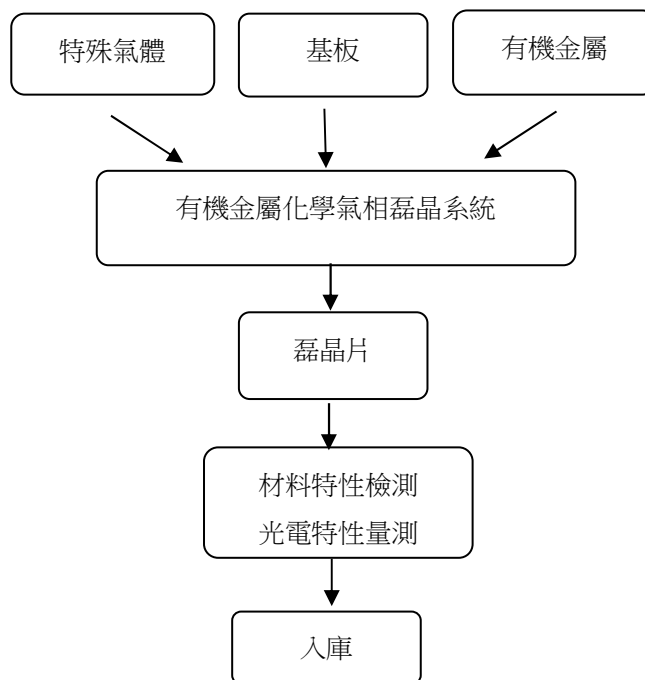 特殊氣體
基板
有機金屬
有機金屬化學氣相磊晶系統
磊晶片
材料特性檢測
光電特性量測
入庫